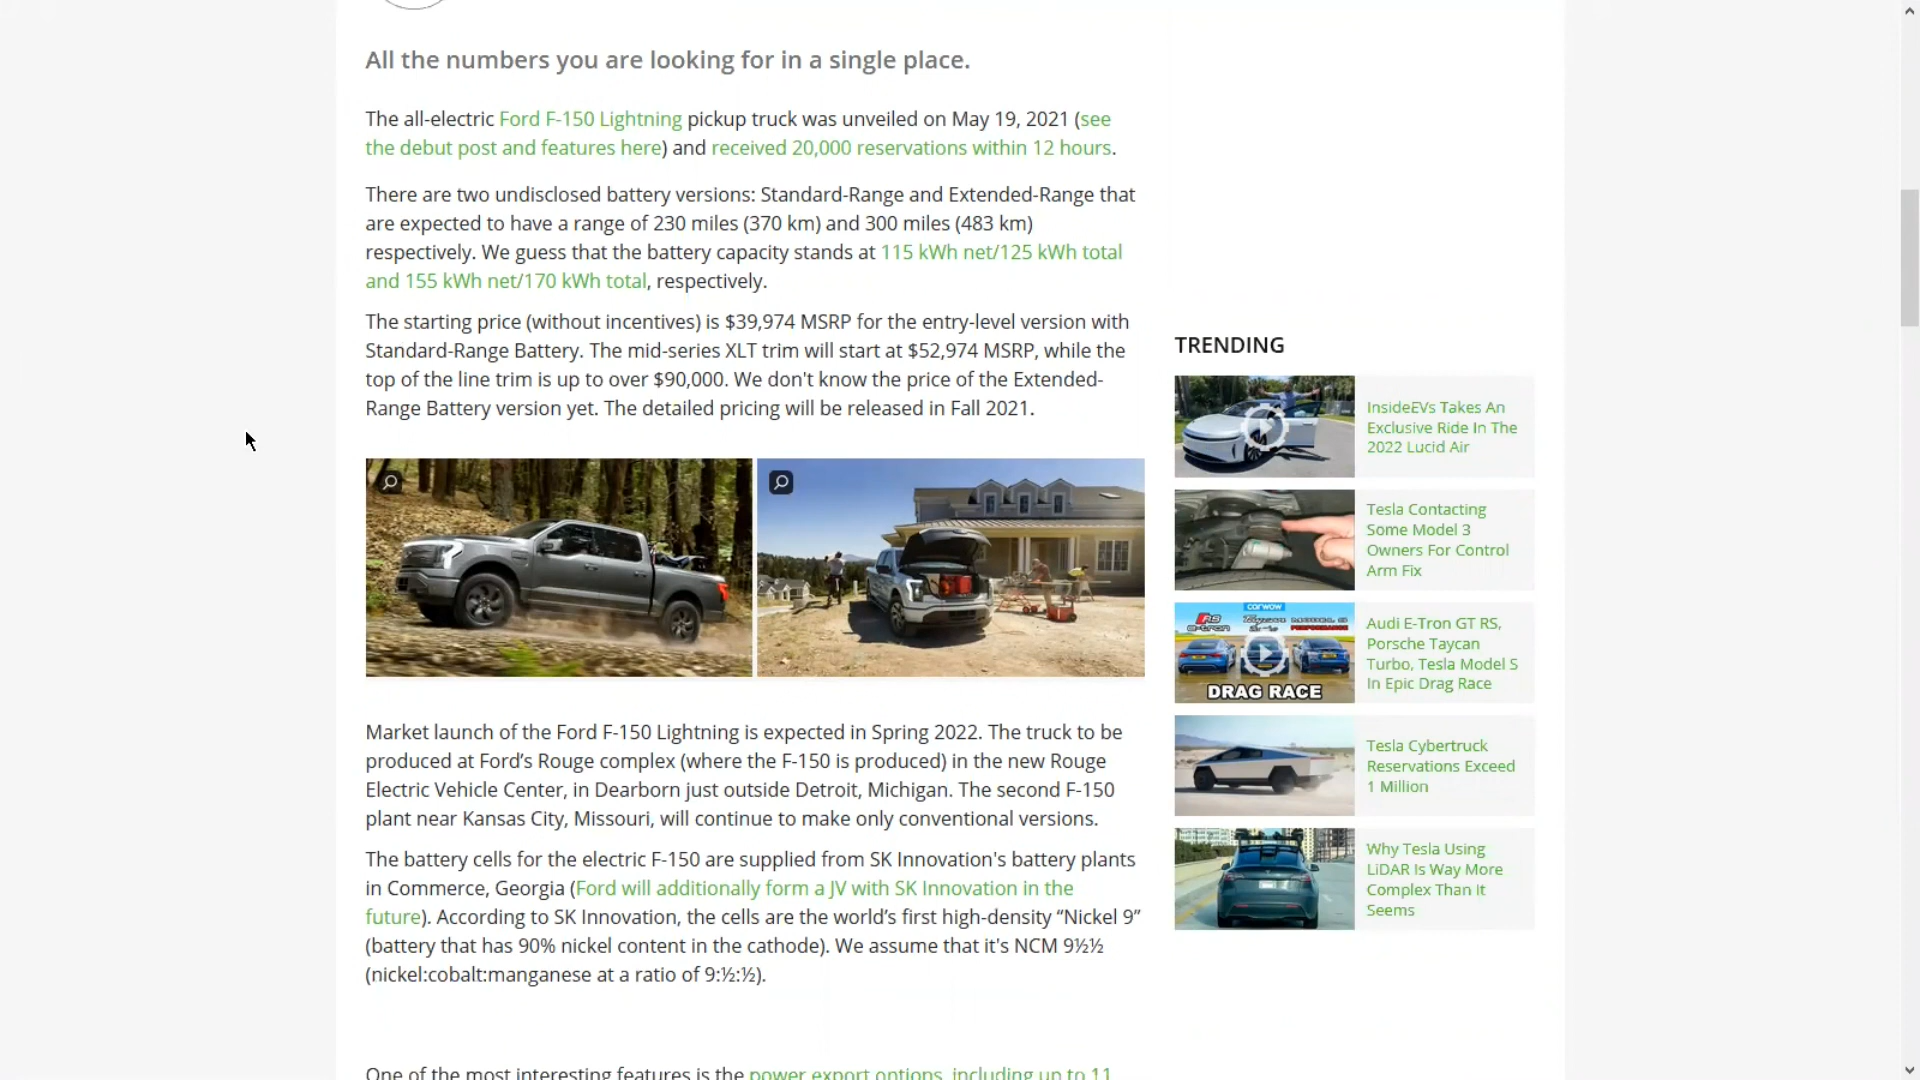 All the numbers you are looking for in a single place.
The all-electric Ford F-150 Lightning pickup truck was unveiled on May 19, 2021 (see
the debut post and features here) and received 20,000 reservations within 12 hours.
There are two undisclosed battery versions: Standard-Range and Extended-Range that
are expected to have a range of 230 miles (370 km) and 300 miles (483 km)
respectively. We guess that the battery capacity stands at 115 kWh net/125 kWh total
and 155 kWh net/170 kWh total, respectively.
The starting price (without incentives) is $39,974 MSRP for the entry-level version with
Standard-Range Battery. The mid-series XLT trim will start at $52,974 MSRP, while the
top of the line trim is up to over $90,000. We don't know the price of the Extended-
Range Battery version yet. The detailed pricing will be released in Fall 2021.
Market launch of the Ford F-150 Lightning is expected in Spring 2022. The truck to be
produced at Ford’s Rouge complex (where the F-150 is produced) in the new Rouge
Electric Vehicle Center, in Dearborn just outside Detroit, Michigan. The second F-150
plant near Kansas City, Missouri, will continue to make only conventional versions.
The battery cells for the electric F-150 are supplied from SK Innovation's battery plants
in Commerce, Georgia (Ford will additionally form a JV with SK Innovation in the
future). According to SK Innovation, the cells are the world’s first high-density “Nickel 9”
(battery that has 90% nickel content in the cathode). We assume that it's NCM 9½½
(nickel:cobalt:manganese at a ratio of 9:½:½).
One of the most interesting features is the power export options, including up to 11
TRENDING
InsideEVs Takes An
Exclusive Ride In The
2022 Lucid Air
Tesla Contacting
Some Model 3
Owners For Control
Arm Fix
carwow
RS
e-tron
Taycan
MODEL S
PERFORMANCE
DRAG RACE
Audi E-Tron GT RS,
Porsche Taycan
Turbo, Tesla Model S
In Epic Drag Race
Tesla Cybertruck
Reservations Exceed
1 Million
Why Tesla Using
LiDAR Is Way More
Complex Than It
Seems